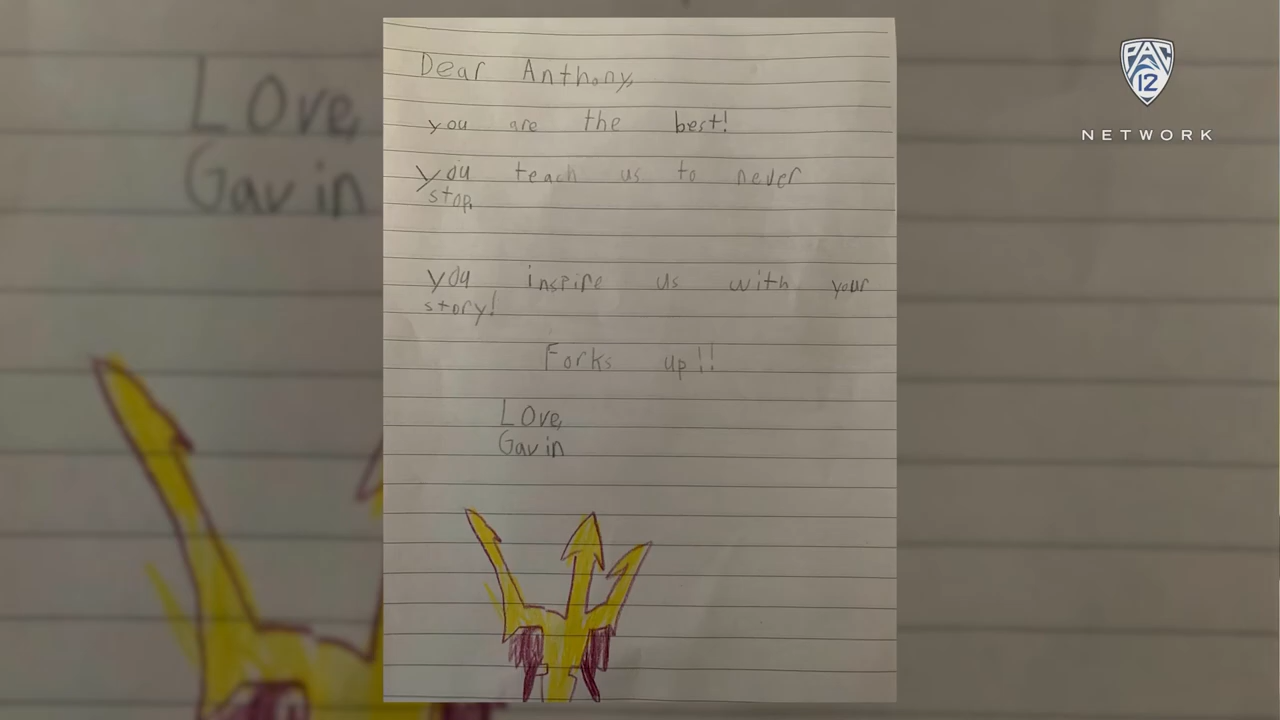 Dear Anthony,
you are the best!
you teach us to never
stop.
you inspire us with your
story!
Forks up!!
LOve,
Gavin
LOve,
Gavin
PAC
12
NETWORK